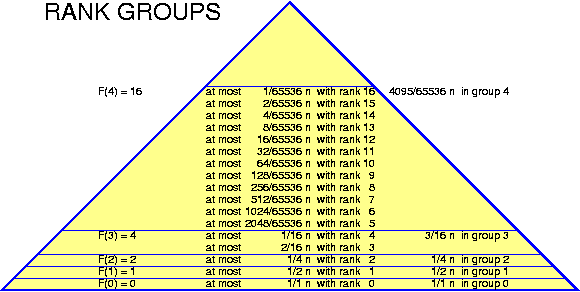 RANK GROUPS
F(4) = 16 at most 1/65536 n with rank 16 4095/65536 n in group 4
at most 2/65536 n with rank 15
at most 4/65536 n with rank 14
at most 8/65536 n with rank 13
at most 16/65536 n with rank 12
at most 32/65536 n with rank 11
at most 64/65536 n with rank 10
at most 128/65536 n with rank 9
at most 256/65536 n with rank 8
at most 512/65536 n with rank 7
at most 1024/65536 n with rank 6
at most 2048/65536 n with rank 5
F(3) = 4 at most 1/16 n with rank 4 3/16 n in group 3
at most 2/16 n with rank 3
F(2) = 2 at most 1/4 n with rank 2 1/4 n in group 2
F(1) = 1 at most 1/2 n with rank 1 1/2 n in group 1
F(0) = 0 at most 1/1 n with rank 0 1/1 n in group 0